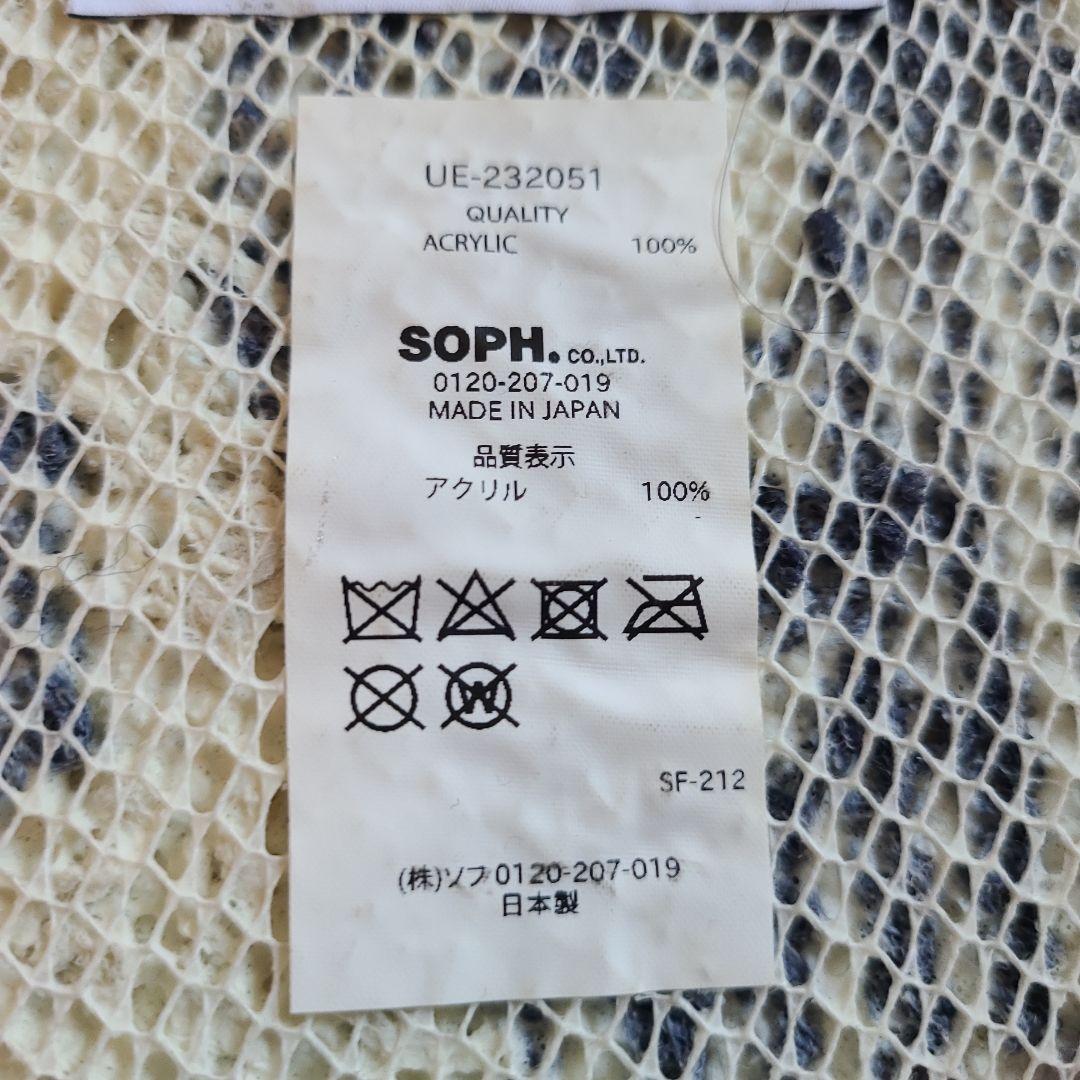 UE-232051
QUALITY
ACRYLIC 100%
SOPH. CO.,LTD.
0120-207-019
MADE IN JAPAN
品質表示
アクリル 100%
W
SF-212
(株)ソフ 0120-207-019
日本製